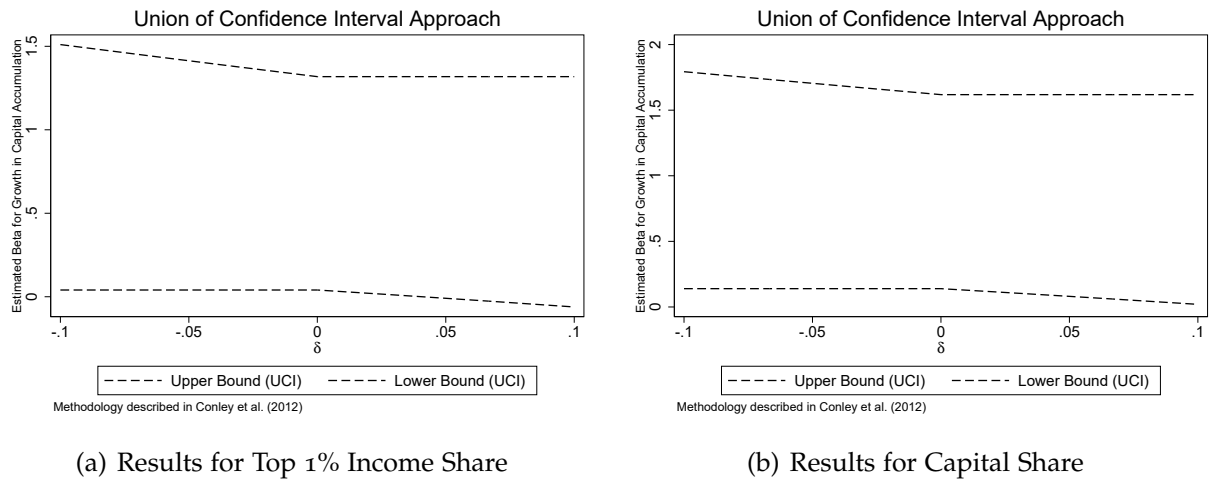 Union of Confidence Interval Approach
Estimated Beta for Growth in Capital Accumulation
1.5
1
.5
0
-.1 -.05 0 .05 .1
δ
Upper Bound (UCI) Lower Bound (UCI)
Methodology described in Conley et al. (2012)
(a) Results for Top 1% Income Share
Union of Confidence Interval Approach
Estimated Beta for Growth in Capital Accumulation
2
1.5
1
.5
0
-.1 -.05 0 .05 .1
δ
Upper Bound (UCI) Lower Bound (UCI)
Methodology described in Conley et al. (2012)
(b) Results for Capital Share